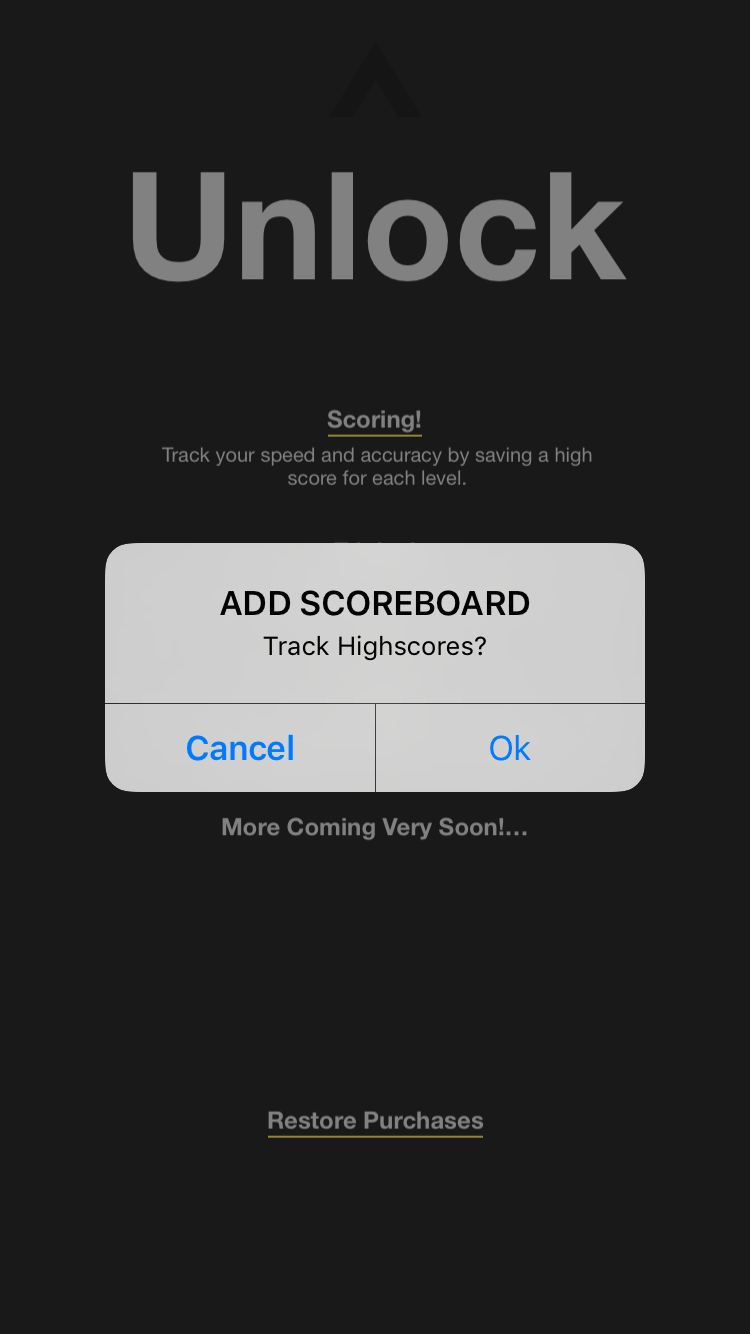 Unlock
Scoring!
Track your speed and accuracy by saving a high
score for each level.
ADD SCOREBOARD
Track Highscores?
Cancel
Ok
More Coming Very Soon!...
Restore Purchases